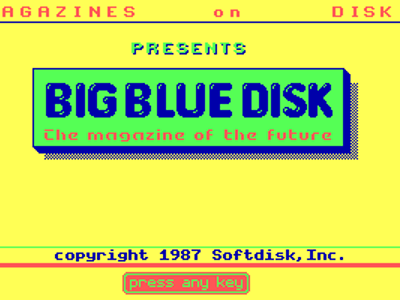 AGAZINES on DISK
PRESENTS
BIG BLUE DISK
The magazine of the future
copyright 1987 Softdisk,Inc.
press any key